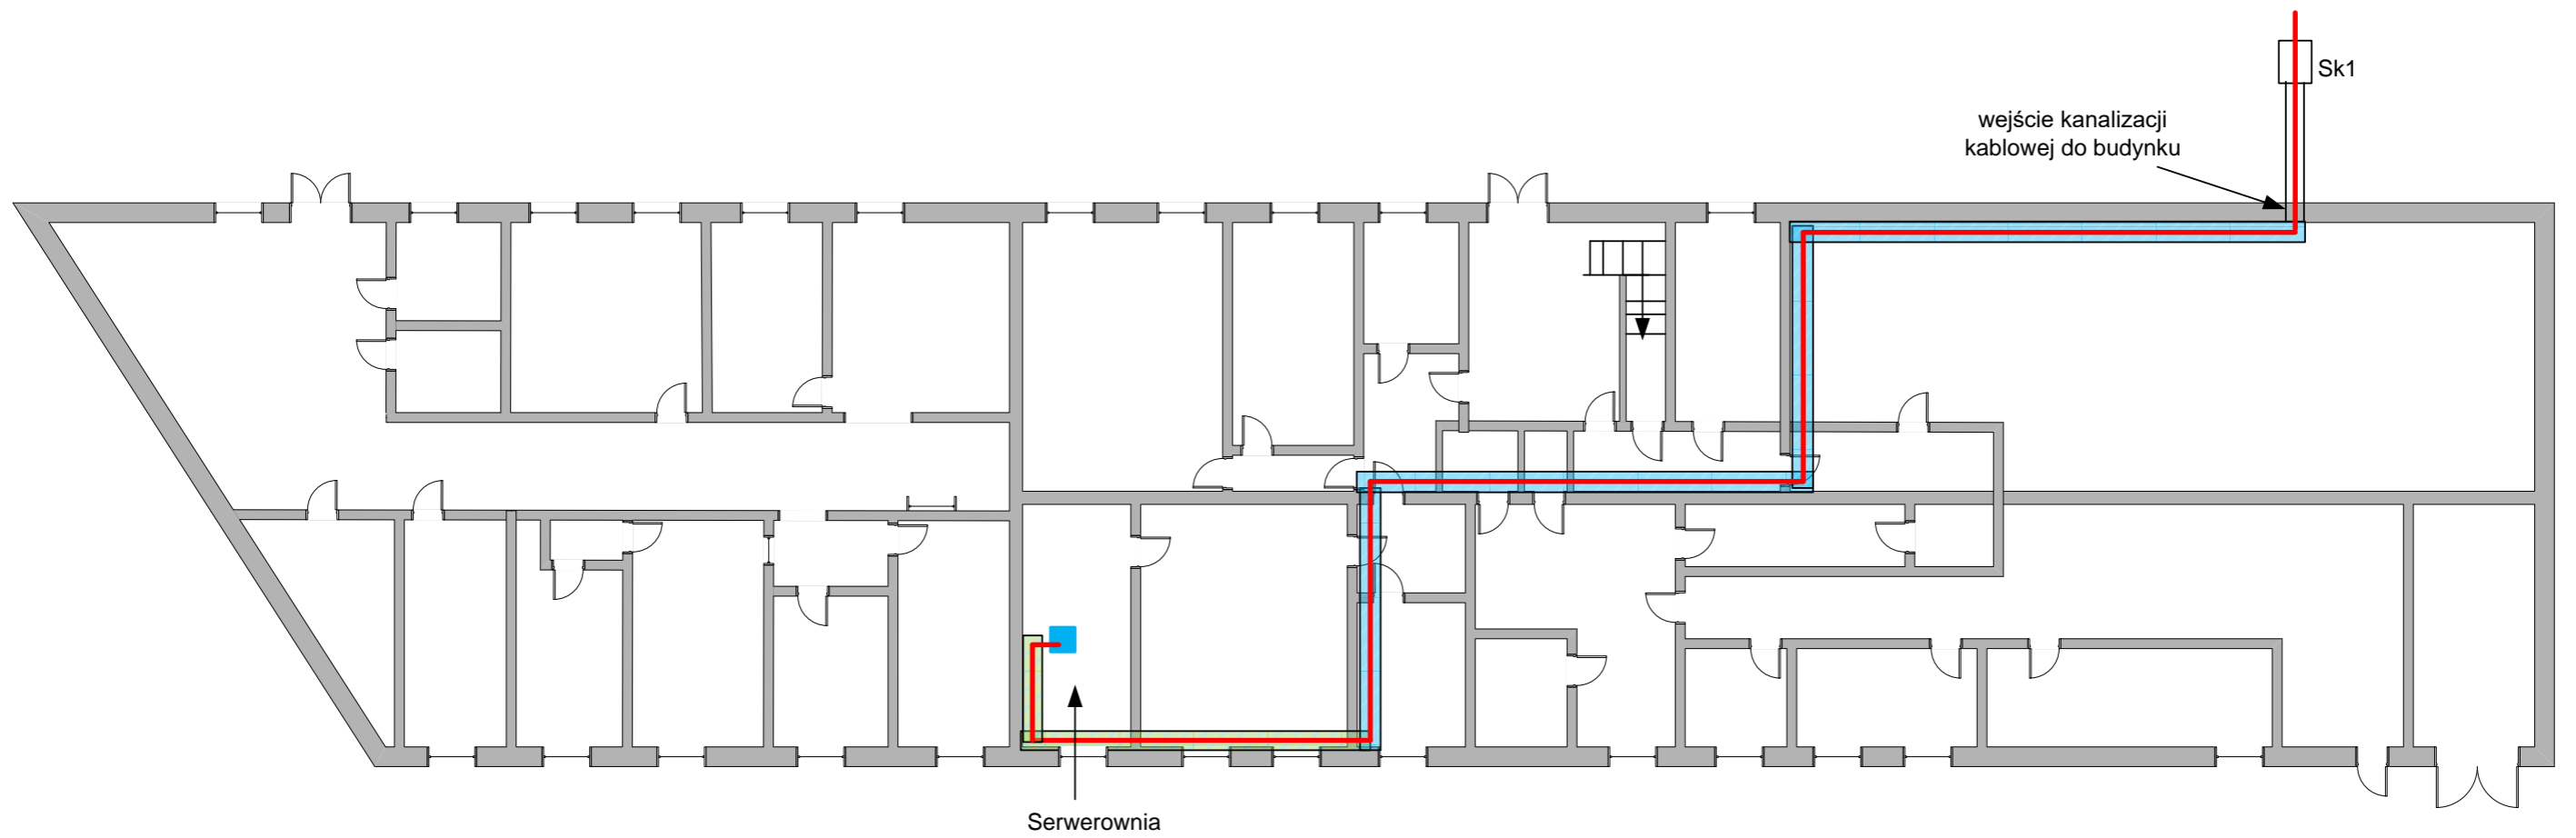 Sk1
wejście kanalizacji
kablowej do budynku
Serwerownia